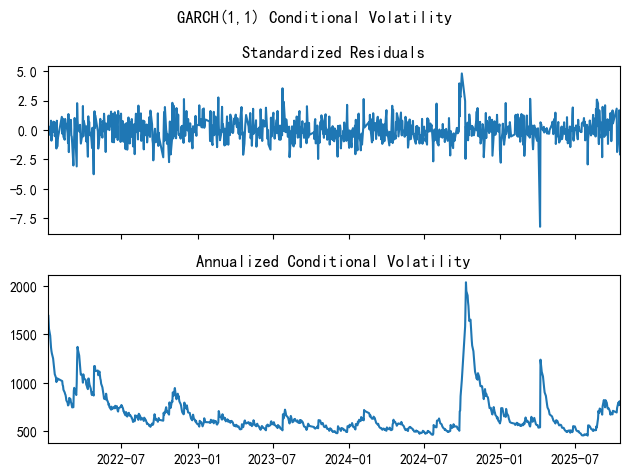 GARCH(1,1) Conditional Volatility
Standardized Residuals
5.0
2.5
0.0
−2.5
−5.0
−7.5
Annualized Conditional Volatility
2000
1500
1000
500
2022-07 2023-01 2023-07 2024-01 2024-07 2025-01 2025-07